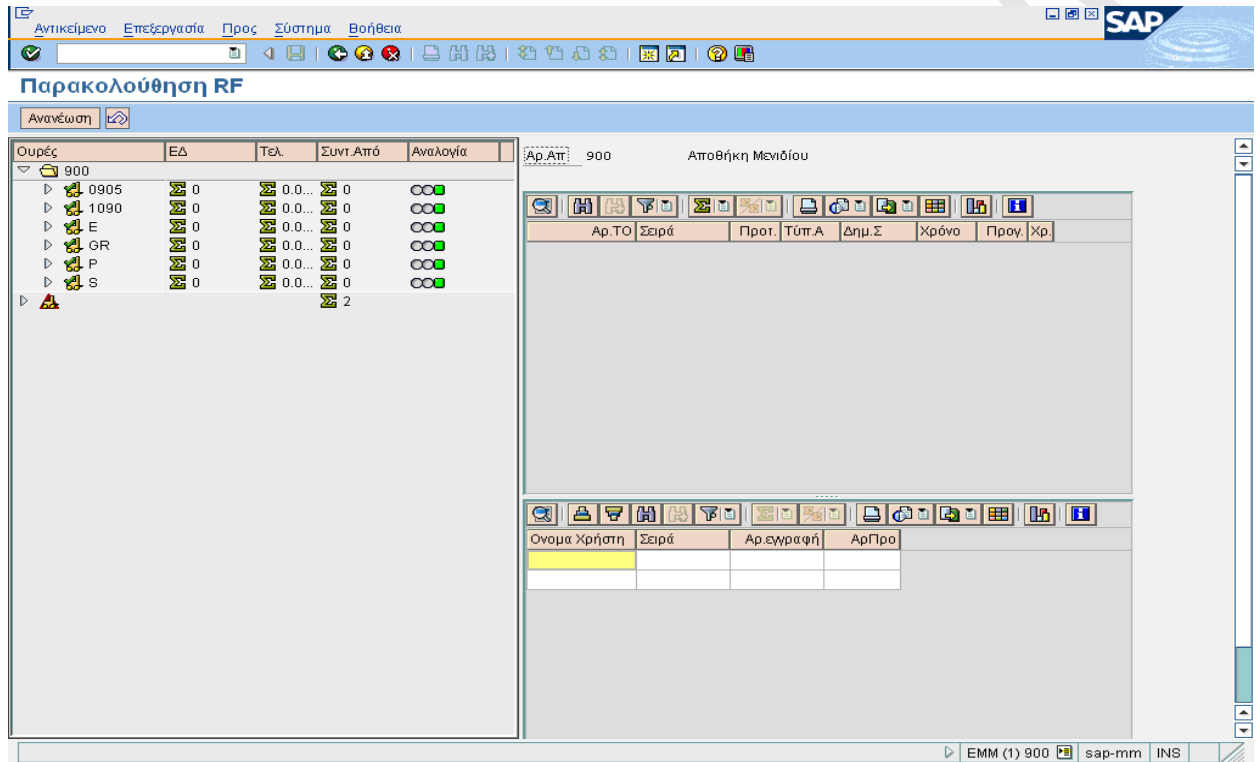 Αντικείμενο Επεξεργασία Προς Σύστημα Βοήθεια
SAP
Παρακολούθηση RF
Ανανέωση
Ουρές ΕΔ Τελ. Συντ.Από Αναλογία
900
0905 0 0.0... 0
1090 0 0.0... 0
E 0 0.0... 0
GR 0 0.0... 0
P 0 0.0... 0
S 0 0.0... 0
2
Αρ.Απ 900 Αποθήκη Μενιδίου
Αρ.ΤΟ Σειρά Προτ. Τύπ.Α Δημ.Σ Χρόνο Προγ. Χρ.
Ονομα Χρήστη Σειρά Αρ.εγγραφή ΑρΠρο
EMM (1) 900 sap-mm INS